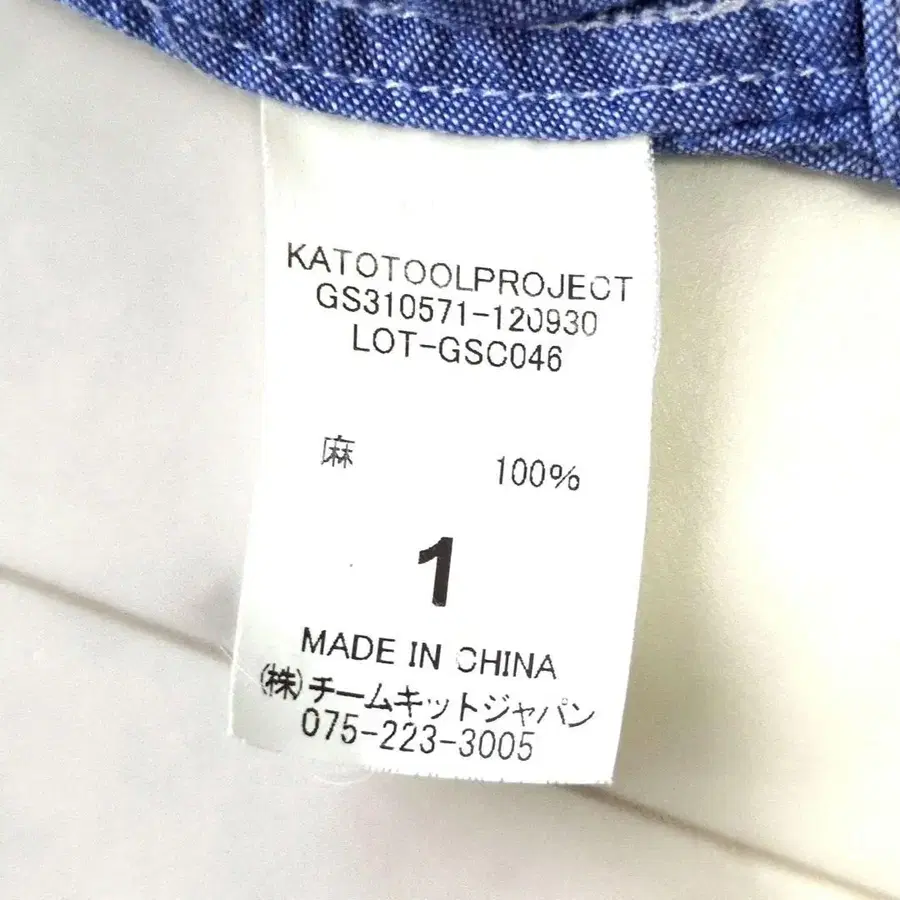 KATOTOOLPROJECT
GS310571-120930
LOT-GSC046
麻 100%
1
MADE IN CHINA
(株)チームキットジャパン
075-223-3005